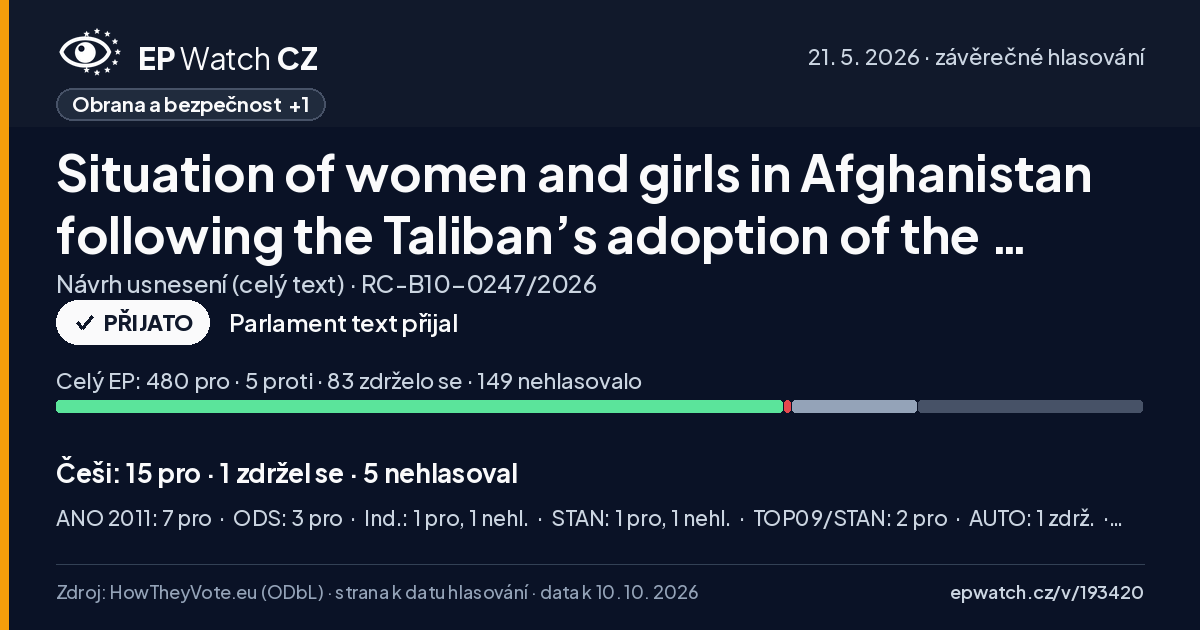 EP Watch CZ
21. 5. 2026 · závěrečné hlasování
Obrana a bezpečnost +1
Situation of women and girls in Afghanistan
following the Taliban’s adoption of the …
Návrh usnesení (celý text) · RC-B10-0247/2026
✓ PŘIJATO Parlament text přijal
Celý EP: 480 pro · 5 proti · 83 zdrželo se · 149 nehlasovalo
Češi: 15 pro · 1 zdržel se · 5 nehlasoval
ANO 2011: 7 pro · ODS: 3 pro · Ind.: 1 pro, 1 nehl. · STAN: 1 pro, 1 nehl. · TOP09/STAN: 2 pro · AUTO: 1 zdrž. ·…
Zdroj: HowTheyVote.eu (ODbL) · strana k datu hlasování · data k 10. 10. 2026
epwatch.cz/v/193420